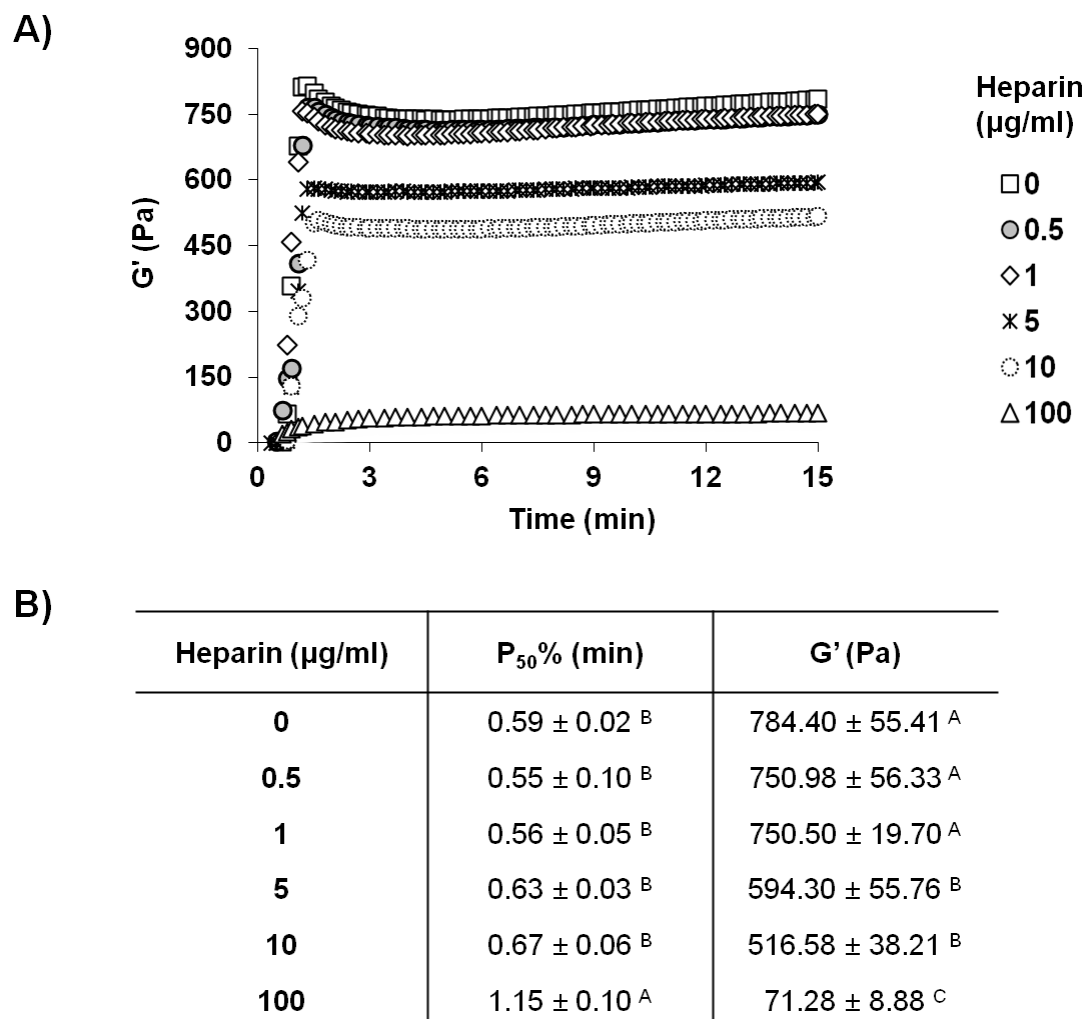 A)
900
750
600
450
300
150
0
G' (Pa)
0 3 6 9 12 15
Time (min)
Heparin
(µg/ml)
0
0.5
1
5
10
100
B)
Heparin (µg/ml) P₅₀% (min) G’ (Pa)
0 0.59 ± 0.02 B 784.40 ± 55.41 A
0.5 0.55 ± 0.10 B 750.98 ± 56.33 A
1 0.56 ± 0.05 B 750.50 ± 19.70 A
5 0.63 ± 0.03 B 594.30 ± 55.76 B
10 0.67 ± 0.06 B 516.58 ± 38.21 B
100 1.15 ± 0.10 A 71.28 ± 8.88 C